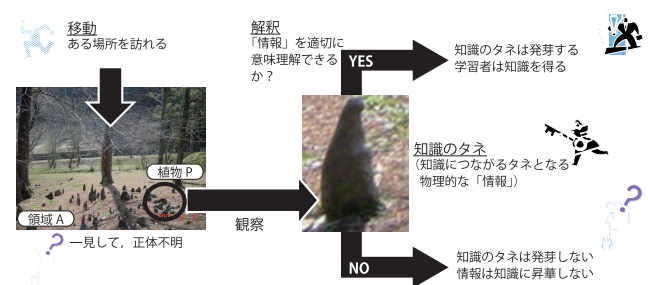 移動
ある場所を訪れる
植物 P
領域 A
一見して，正体不明
観察
解釈
「情報」を適切に
意味理解できる
か？
YES
知識のタネは発芽する
学習者は知識を得る
知識のタネ
（知識につながるタネとなる
物理的な「情報」）
NO
知識のタネは発芽しない
情報は知識に昇華しない